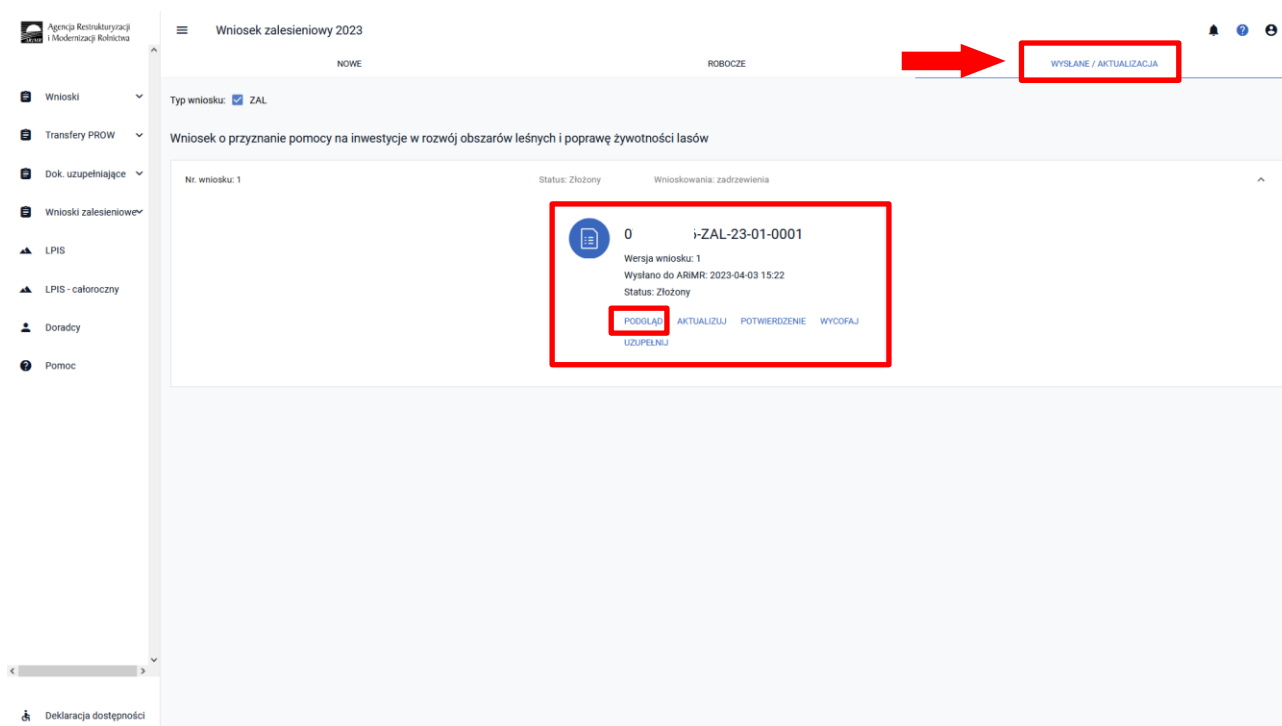 Agencja Restrukturyzacji
i Modernizacji Rolnictwa
Wniosek zalesieniowy 2023
NOWE
ROBOCZE
WYSŁANE / AKTUALIZACJA
Wnioski
Transfery PROW
Dok. uzupełniające
Wnioski zalesieniowe
LPIS
LPIS - całoroczny
Doradcy
Pomoc
Deklaracja dostępności
Typ wniosku: ZAL
Wniosek o przyznanie pomocy na inwestycje w rozwój obszarów leśnych i poprawę żywotności lasów
Nr. wniosku: 1 Status: Złożony Wnioskowania: zadrzewienia
0 -ZAL-23-01-0001
Wersja wniosku: 1
Wysłano do ARiMR: 2023-04-03 15:22
Status: Złożony
PODGLĄD AKTUALIZUJ POTWIERDZENIE WYCOFAJ
UZUPEŁNIJ